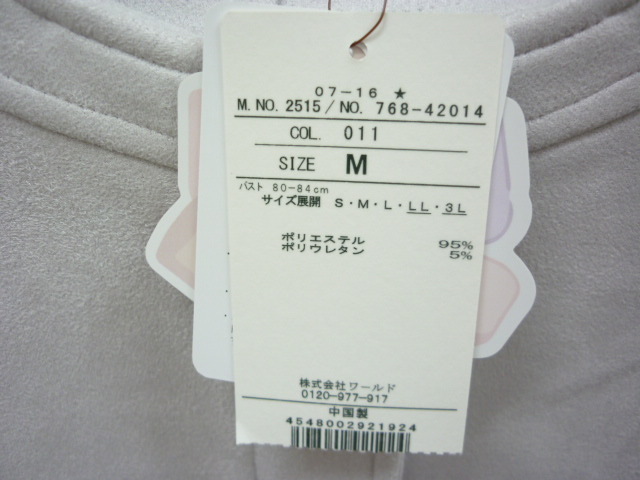 07-16 ★
M.NO.2515/NO. 768-42014
COL. 011
SIZE M
バスト 80-84cm
サイズ展開 S・M・L・LL・3L
ポリエステル 95%
ポリウレタン 5%
株式会社ワールド
0120-977-917
中国製
4548002921924